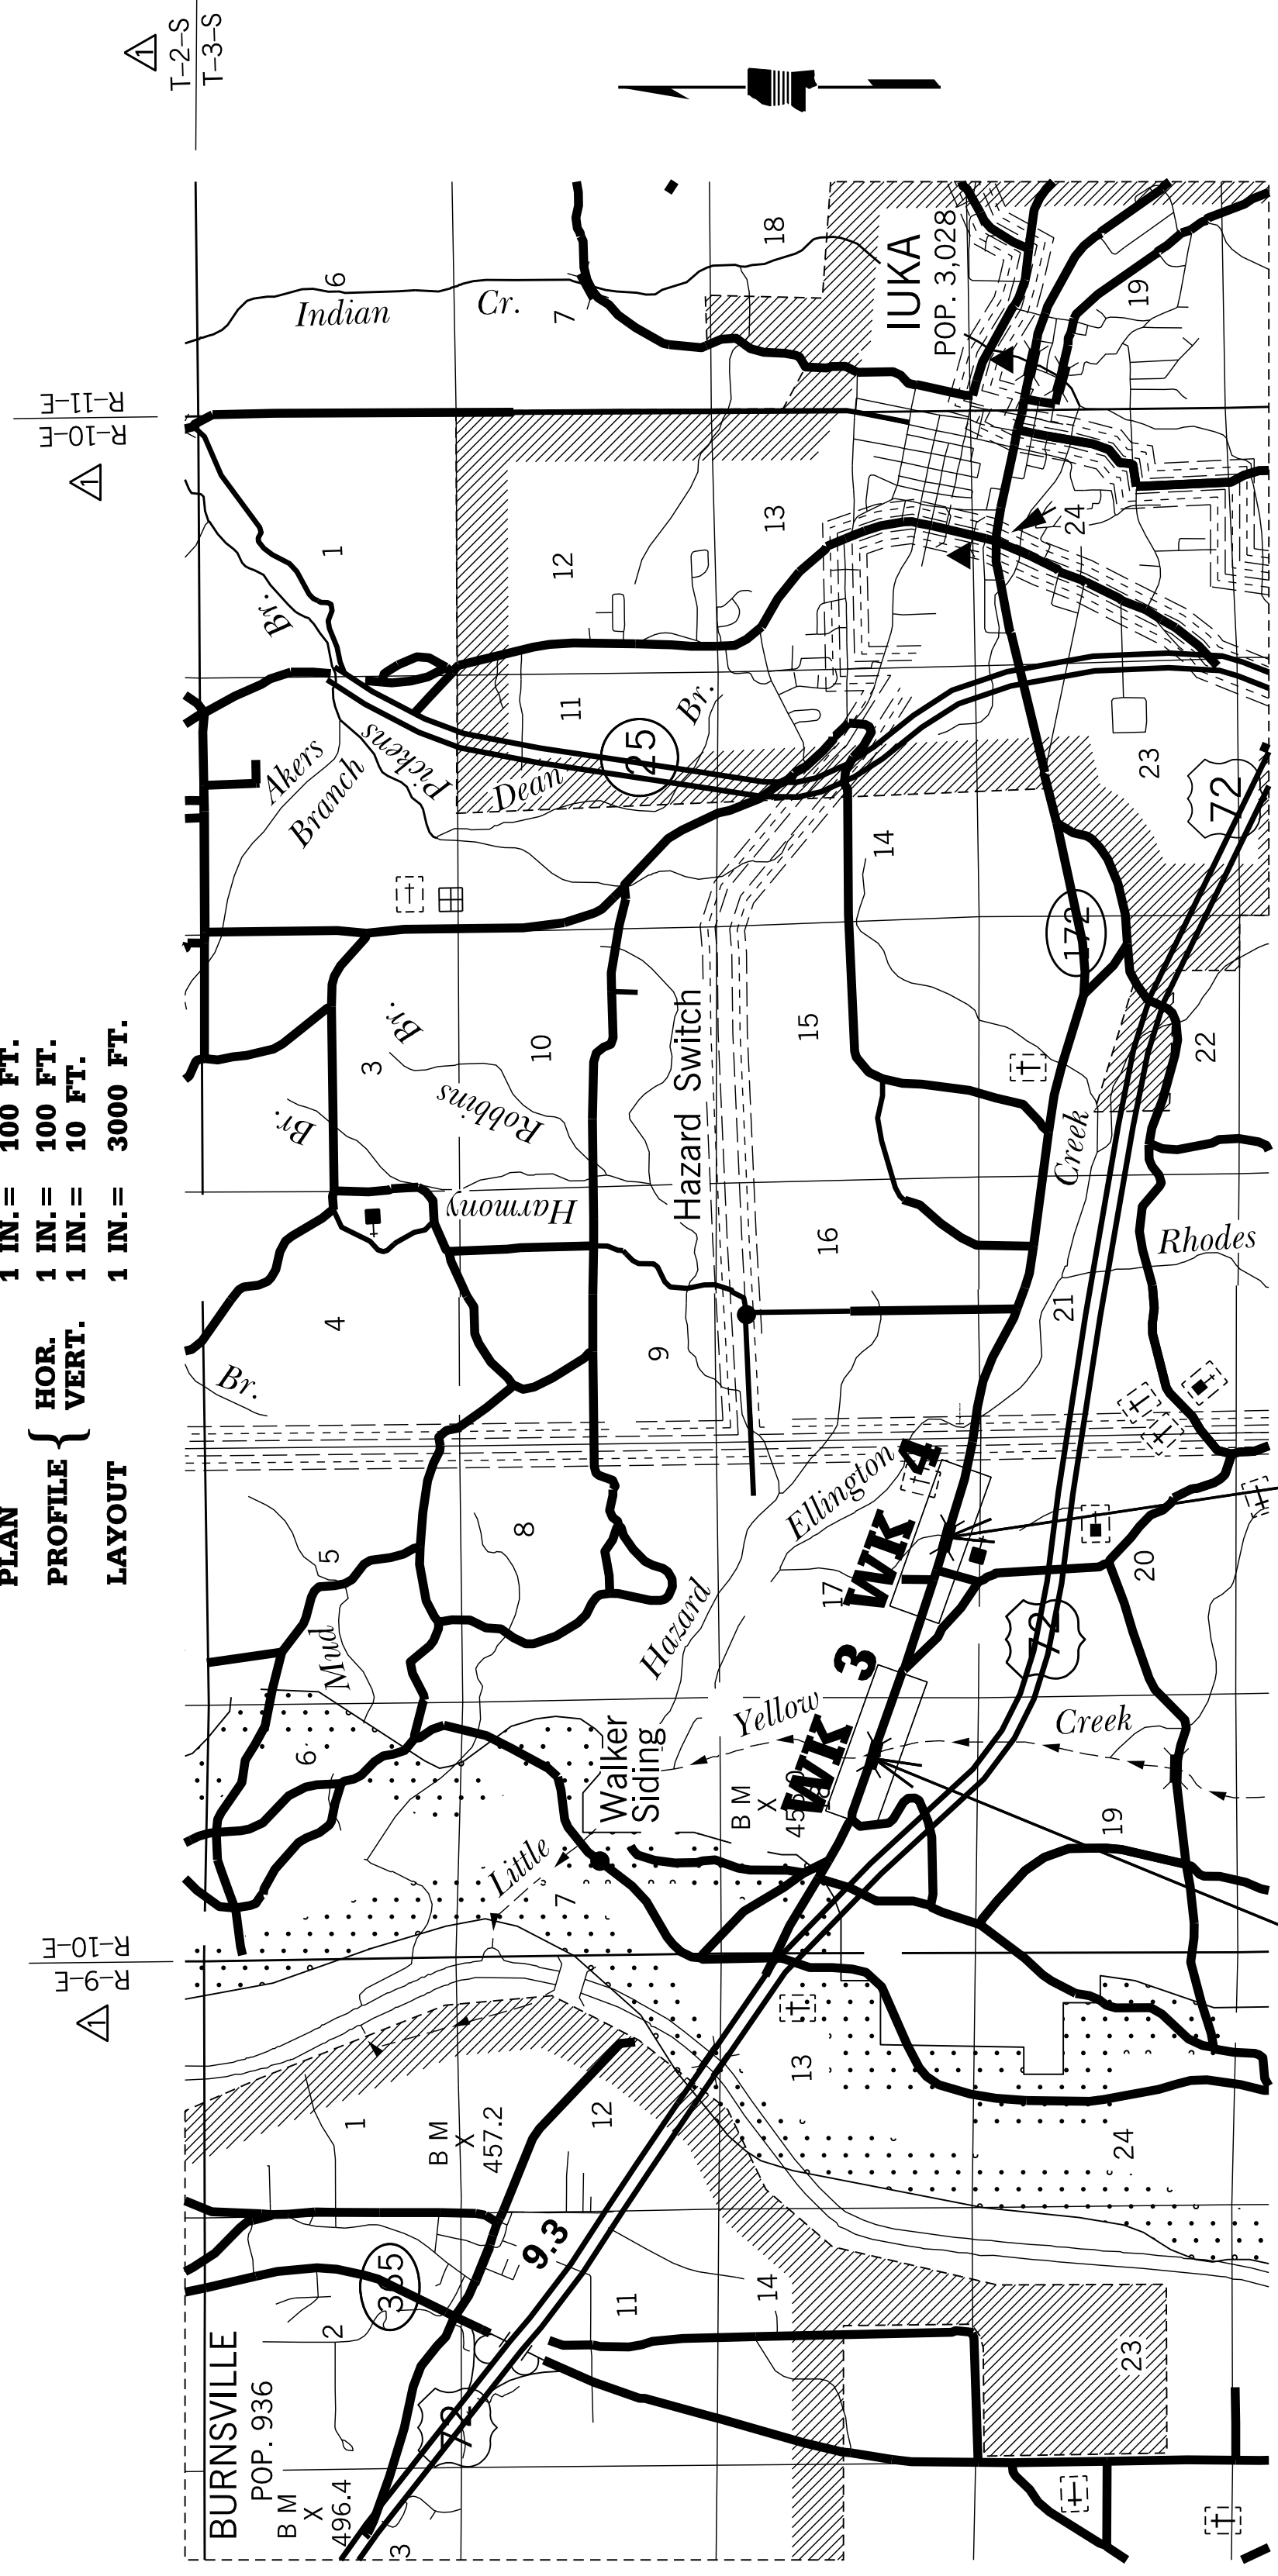 PLAN 1 IN.= 100 FT.
PROFILE { HOR. 1 IN.= 100 FT.
VERT. 1 IN.= 10 FT.
LAYOUT 1 IN.= 3000 FT.
1
T-2-S
T-3-S
R-9-E
R-10-E
1
R-10-E
R-11-E
1
BURNSVILLE
POP. 936
B M
X
496.4
3
2
365
72
9.3
B M
X
457.2
1
12
11
14
13
23
24
6
7
Little
Walker
Siding
5
Mud
8
Br.
4
9
Hazard
Yellow
B M
X
WK 3
WK 4
17
Ellington
72
Creek
19
20
21
16
Rhodes
Creek
Hazard Switch
Harmony
Br.
Robbins
Br.
3
10
15
22
172
14
Akers
Branch
Pickens
Br.
Dean
Br.
25
11
12
1
13
23
72
24
Indian
Cr.
6
7
18
IUKA
POP. 3,028
19